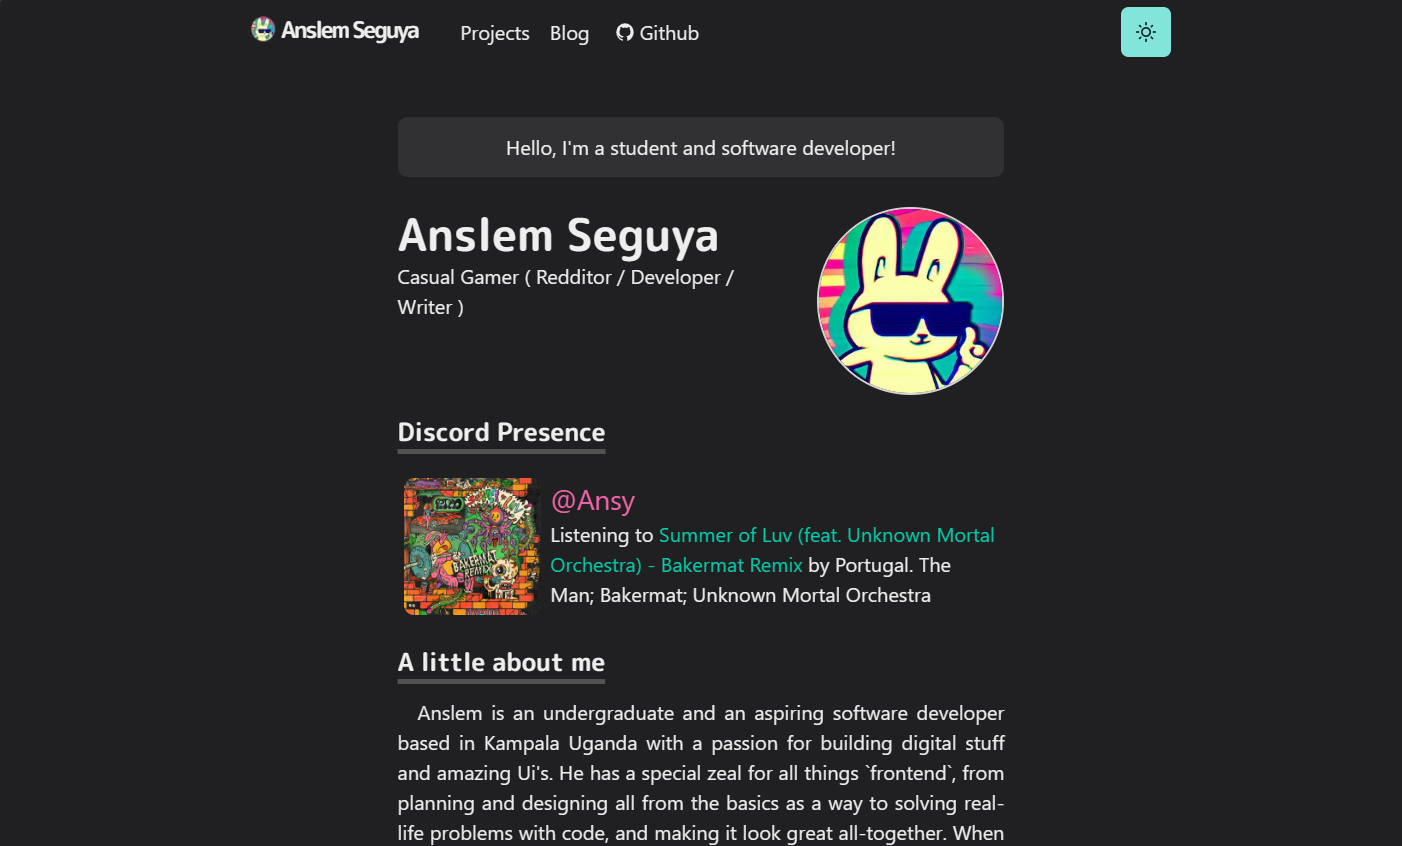 Anslem Seguya
Projects
Blog
Github
Hello, I'm a student and software developer!
Anslem Seguya
Casual Gamer ( Redditor / Developer /
Writer )
Discord Presence
BAKERMAT
REMIX
@Ansy
Listening to Summer of Luv (feat. Unknown Mortal
Orchestra) - Bakermat Remix by Portugal. The
Man; Bakermat; Unknown Mortal Orchestra
A little about me
Anslem is an undergraduate and an aspiring software developer
based in Kampala Uganda with a passion for building digital stuff
and amazing Ui's. He has a special zeal for all things `frontend`, from
planning and designing all from the basics as a way to solving real-
life problems with code, and making it look great all-together. When